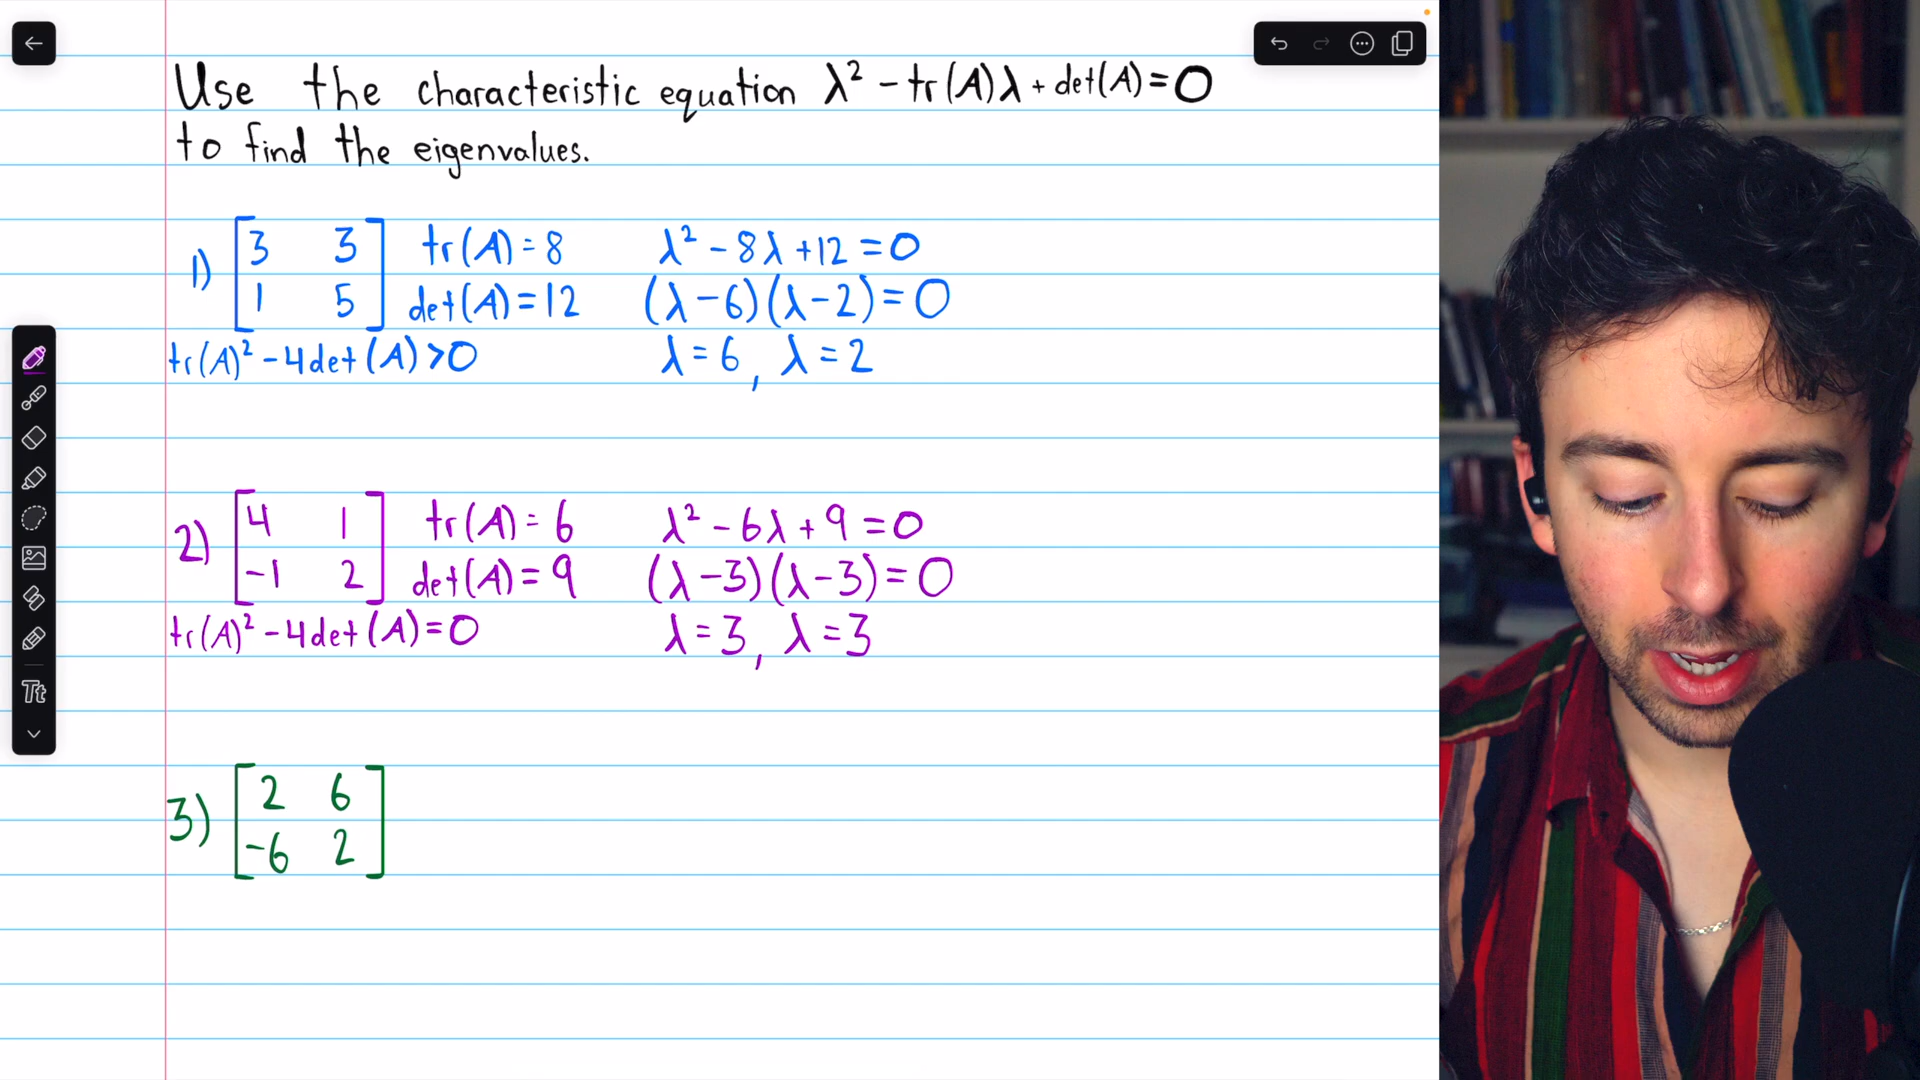 Use the characteristic equation λ² - tr(A)λ + det(A) = 0
to find the eigenvalues.
1) [3 3 tr(A) = 8 λ² - 8λ + 12 = 0
1 5] det(A) = 12 (λ - 6)(λ - 2) = 0
tr(A)² - 4det(A) > 0 λ = 6, λ = 2
2) [4 1 tr(A) = 6 λ² - 6λ + 9 = 0
-1 2] det(A) = 9 (λ - 3)(λ - 3) = 0
tr(A)² - 4det(A) = 0 λ = 3, λ = 3
3) [2 6
-6 2]
Tt